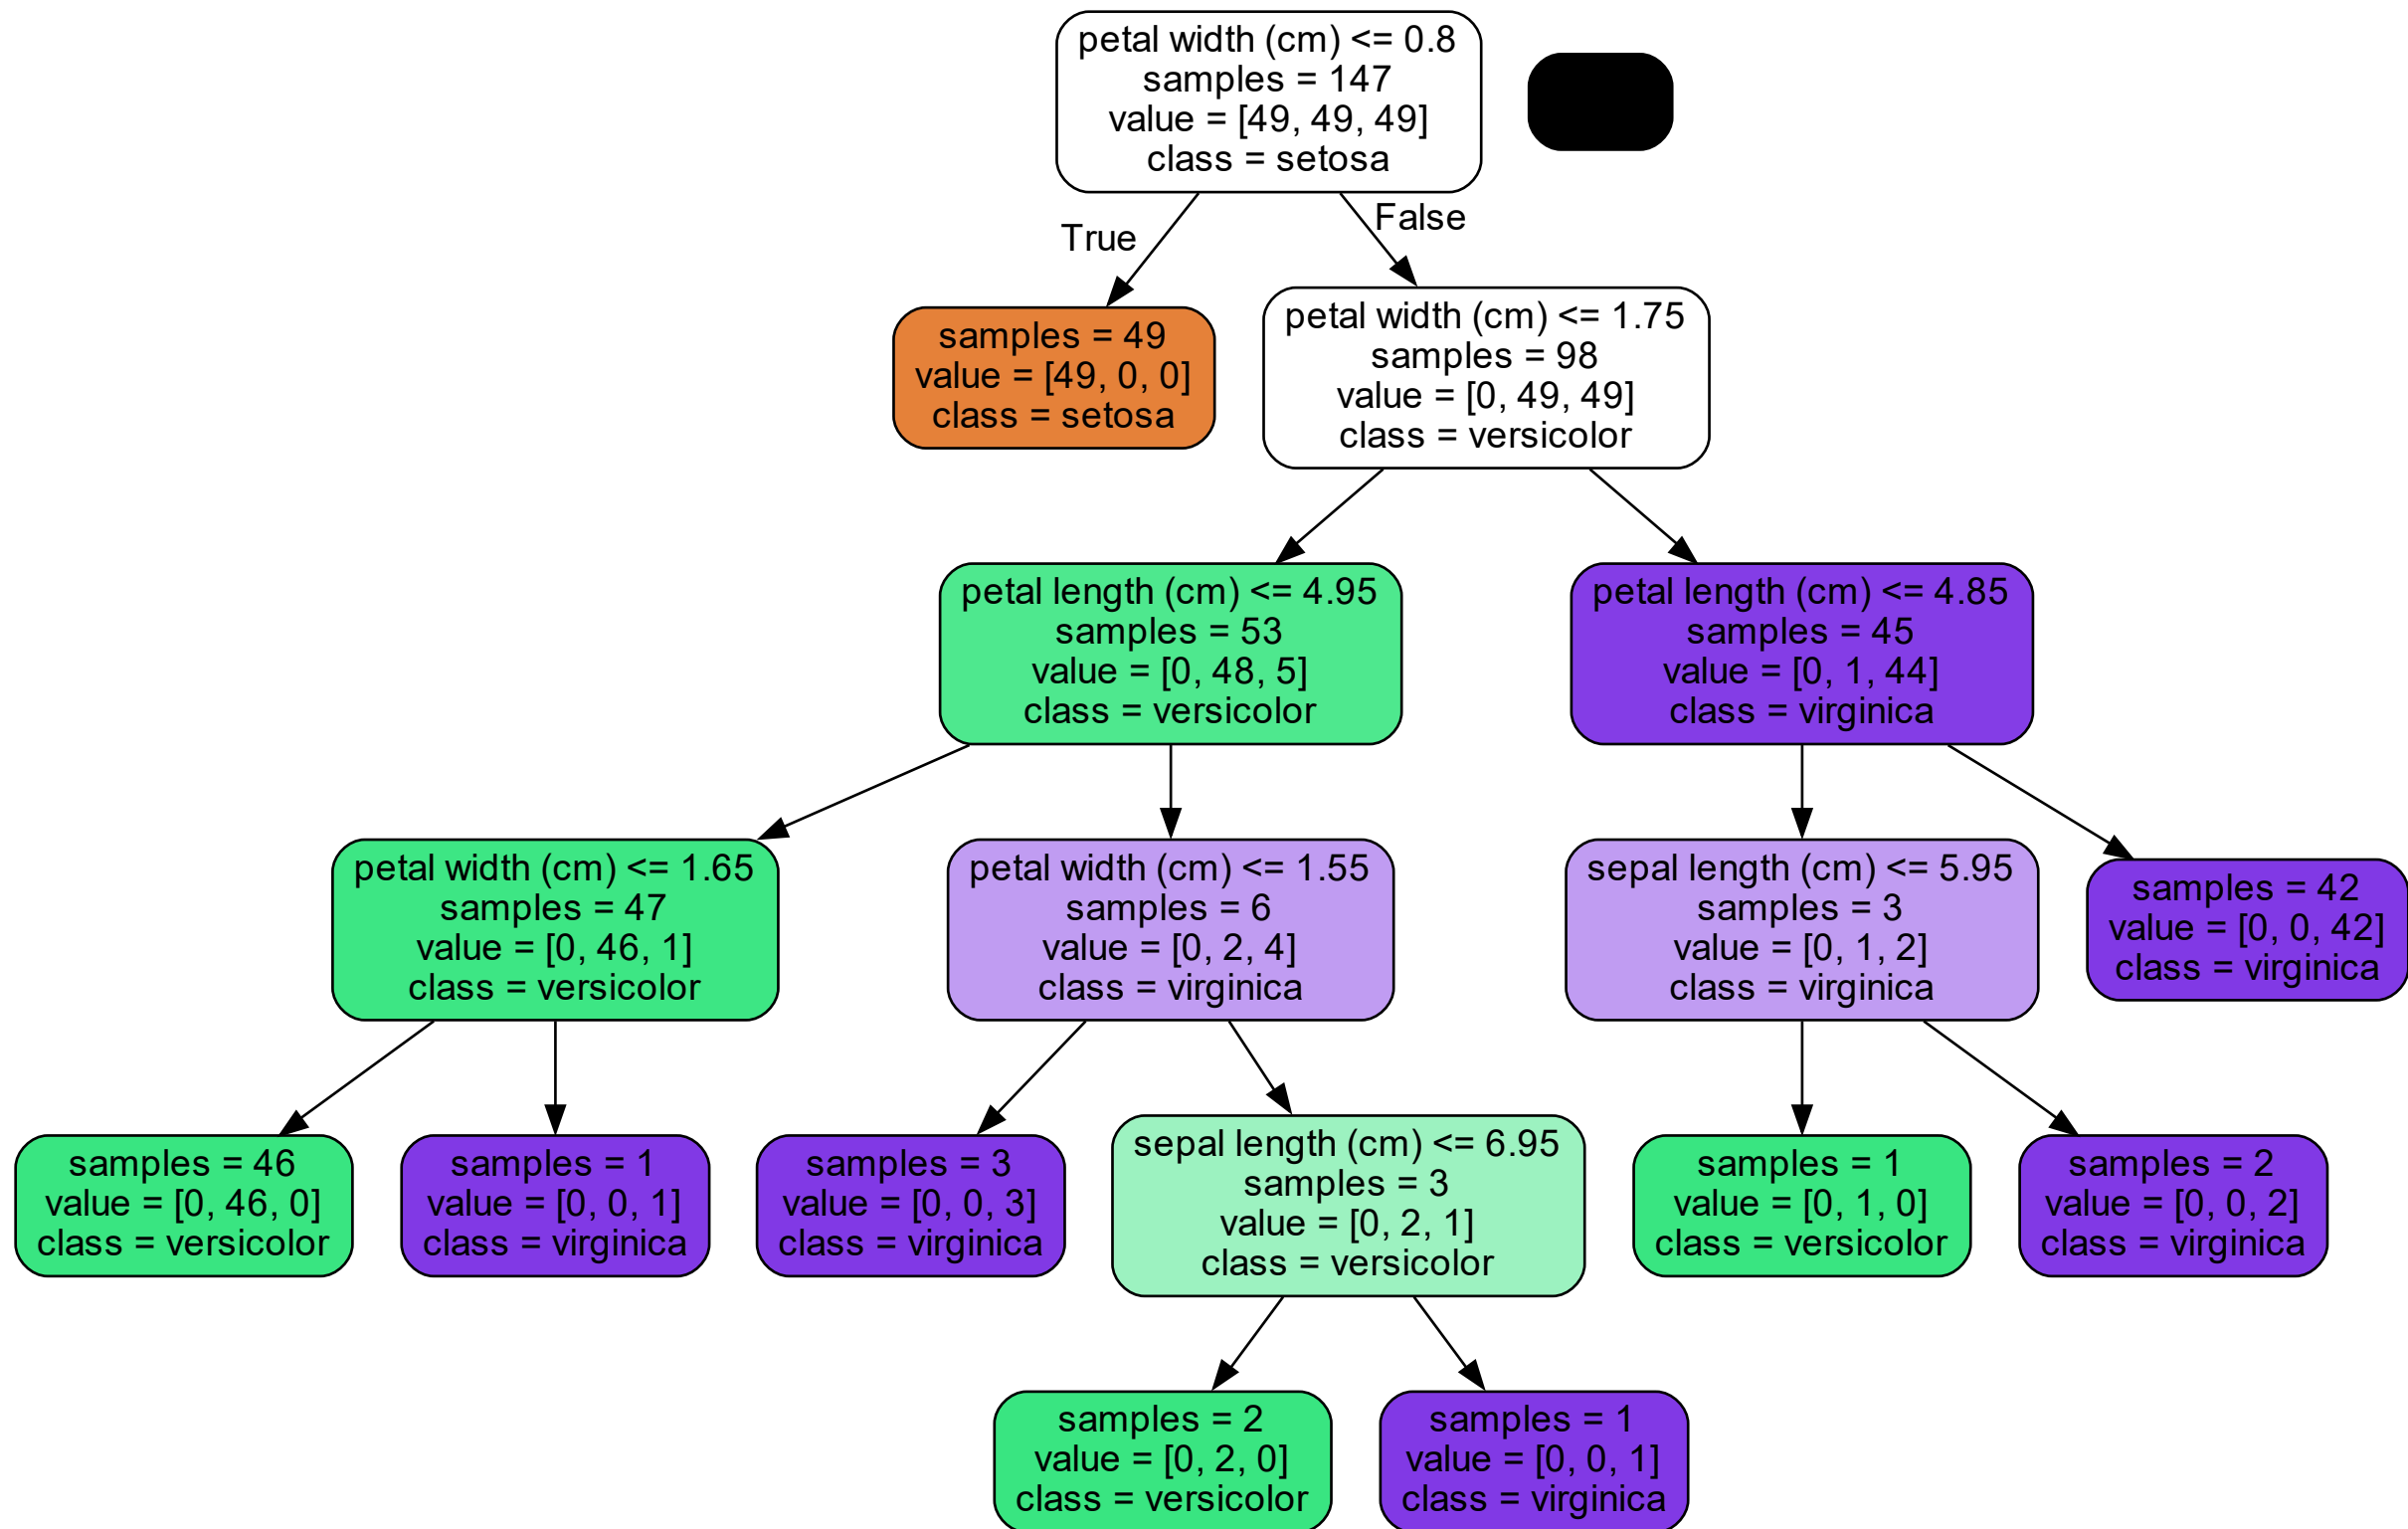 petal width (cm) <= 0.8
samples = 147
value = [49, 49, 49]
class = setosa
True
False
samples = 49
value = [49, 0, 0]
class = setosa
petal width (cm) <= 1.75
samples = 98
value = [0, 49, 49]
class = versicolor
petal length (cm) <= 4.95
samples = 53
value = [0, 48, 5]
class = versicolor
petal length (cm) <= 4.85
samples = 45
value = [0, 1, 44]
class = virginica
petal width (cm) <= 1.65
samples = 47
value = [0, 46, 1]
class = versicolor
petal width (cm) <= 1.55
samples = 6
value = [0, 2, 4]
class = virginica
sepal length (cm) <= 5.95
samples = 3
value = [0, 1, 2]
class = virginica
samples = 42
value = [0, 0, 42]
class = virginica
samples = 46
value = [0, 46, 0]
class = versicolor
samples = 1
value = [0, 0, 1]
class = virginica
samples = 3
value = [0, 0, 3]
class = virginica
sepal length (cm) <= 6.95
samples = 3
value = [0, 2, 1]
class = versicolor
samples = 1
value = [0, 1, 0]
class = versicolor
samples = 2
value = [0, 0, 2]
class = virginica
samples = 2
value = [0, 2, 0]
class = versicolor
samples = 1
value = [0, 0, 1]
class = virginica